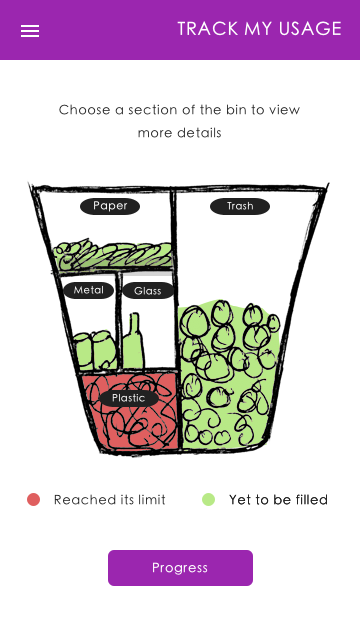 TRACK MY USAGE
Choose a section of the bin to view
more details
Paper
Trash
Metal
Glass
Plastic
Reached its limit
Yet to be filled
Progress